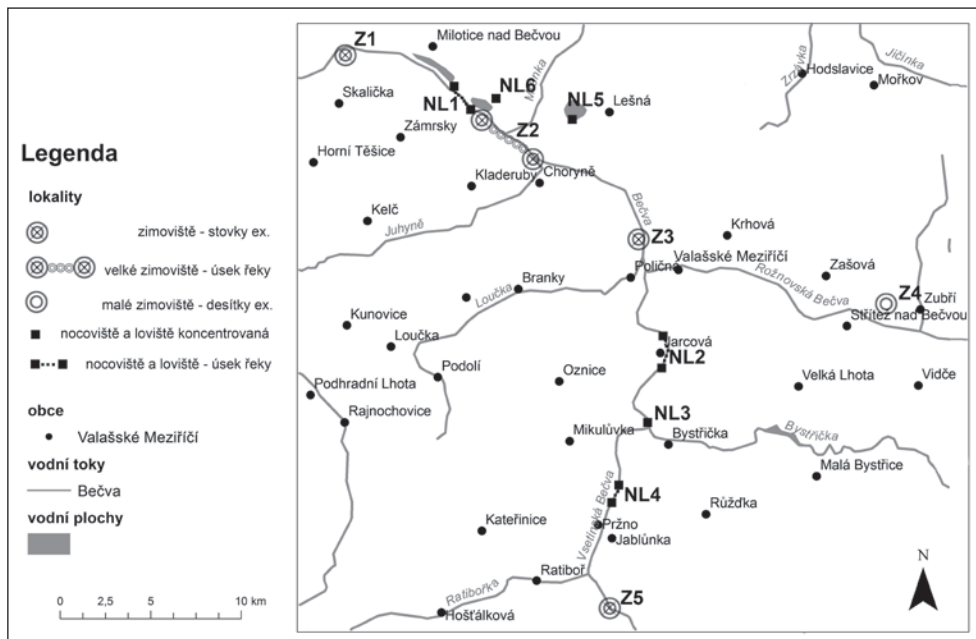 Legenda
lokality
zimoviště - stovky ex.
velké zimoviště - úsek řeky
malé zimoviště - desítky ex.
nocoviště a loviště koncentrovaná
nocoviště a loviště - úsek řeky
obce
Valašské Meziříčí
vodní toky
Bečva
vodní plochy
0 2,5 5 10 km
Z1
Milotice nad Bečvou
Jičínka
Zrzávka
Hodslavice
Mořkov
Skalička
NL6
NL1
NL5
Lešná
Zámrsky
Z2
Horní Těšice
Kladeruby
Choryně
Kelč
Juhyně
Bečva
Z3
Krhová
Poličná
Valašské Meziříčí
Branky
Loučka
Rožnovská Bečva
Zašová
Z4
Zubří
Střítež nad Bečvou
Kunovice
Loučka
Jarcová
NL2
Podolí
Oznice
Velká Lhota
Vidče
Podhradní Lhota
Rajnochovice
NL3
Mikulůvka
Bystřička
Bystřička
Malá Bystřice
NL4
Vsetínská Bečva
Růžďka
Kateřinice
Pržno
Jablůnka
N
Ratiboř
Ratibořka
Hošťálková
Z5